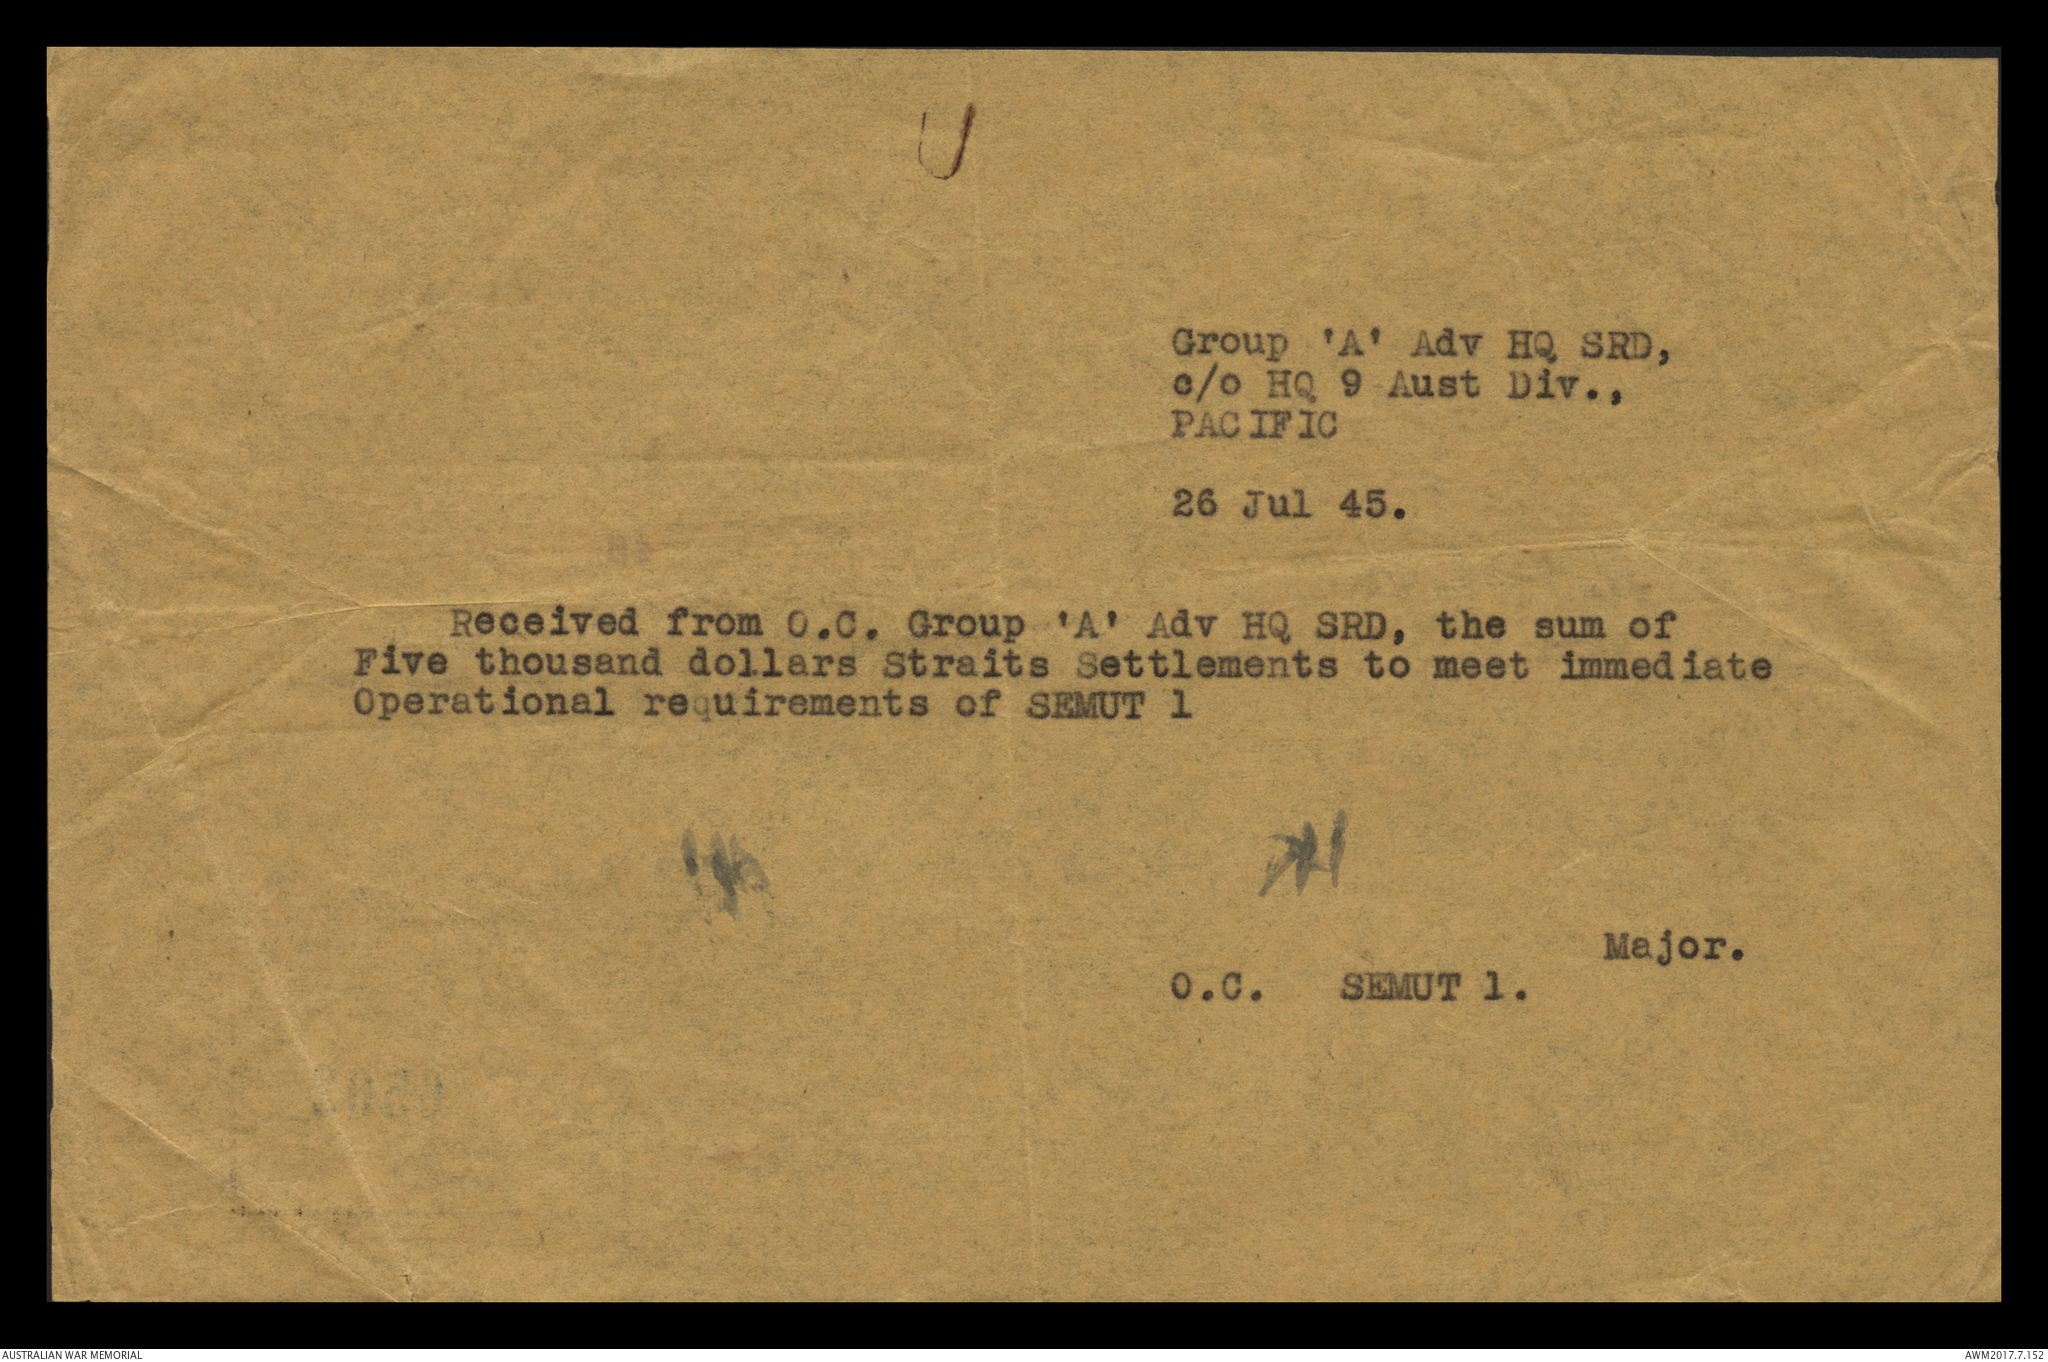 Group 'A' Adv HQ SRD,
c/o HQ 9 Aust Div.,
PACIFIC
26 Jul 45.
Received from O.C. Group 'A' Adv HQ SRD, the sum of
Five thousand dollars Straits Settlements to meet immediate
Operational requirements of SEMUT 1
Major.
O.C. SEMUT 1.
AUSTRALIAN WAR MEMORIAL
AWM2017.7.152